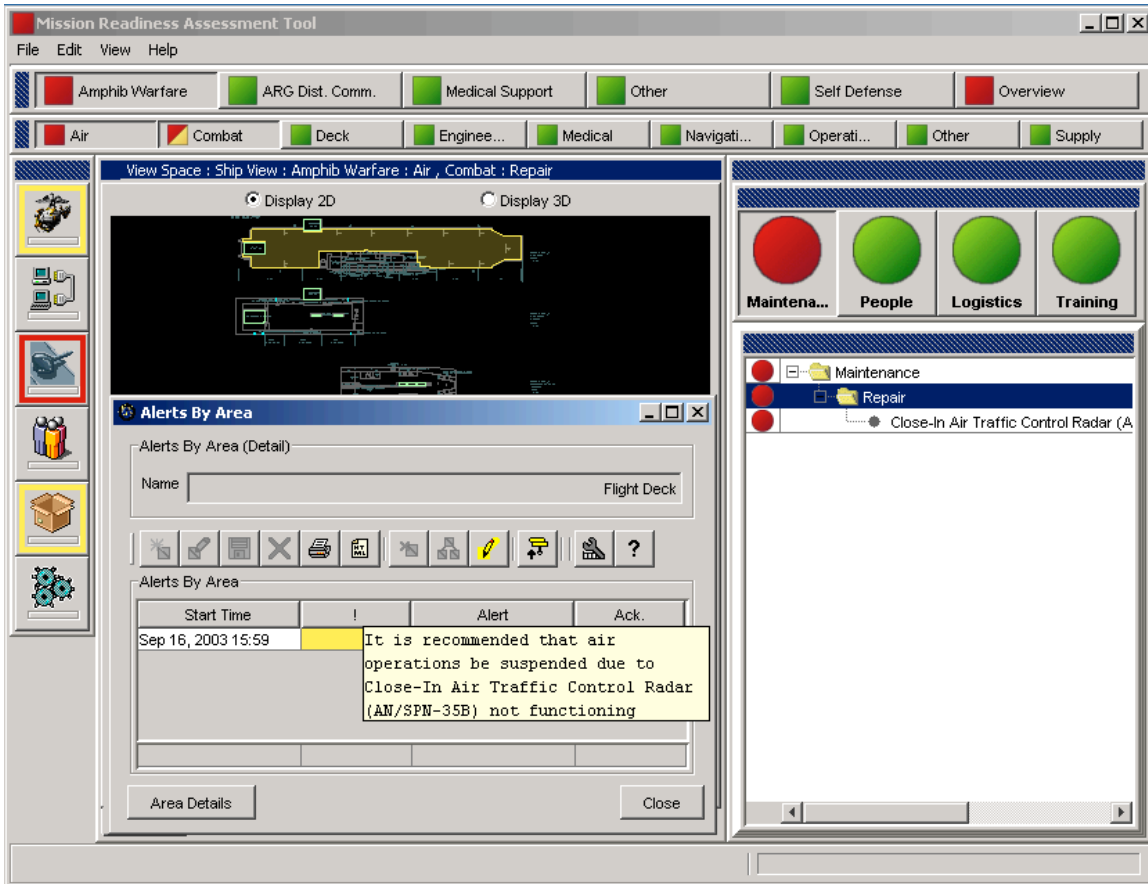 Mission Readiness Assessment Tool
File Edit View Help
Amphib Warfare ARG Dist. Comm. Medical Support Other Self Defense Overview
Air Combat Deck Enginee... Medical Navigati... Operati... Other Supply
View Space : Ship View : Amphib Warfare : Air , Combat : Repair
Display 2D Display 3D
Maintena... People Logistics Training
Maintenance
Repair
Close-In Air Traffic Control Radar (A
Alerts By Area
Alerts By Area (Detail)
Name Flight Deck
HTML ?
Alerts By Area
Start Time ! Alert Ack.
Sep 16, 2003 15:59
It is recommended that air
operations be suspended due to
Close-In Air Traffic Control Radar
(AN/SPN-35B) not functioning
Area Details Close